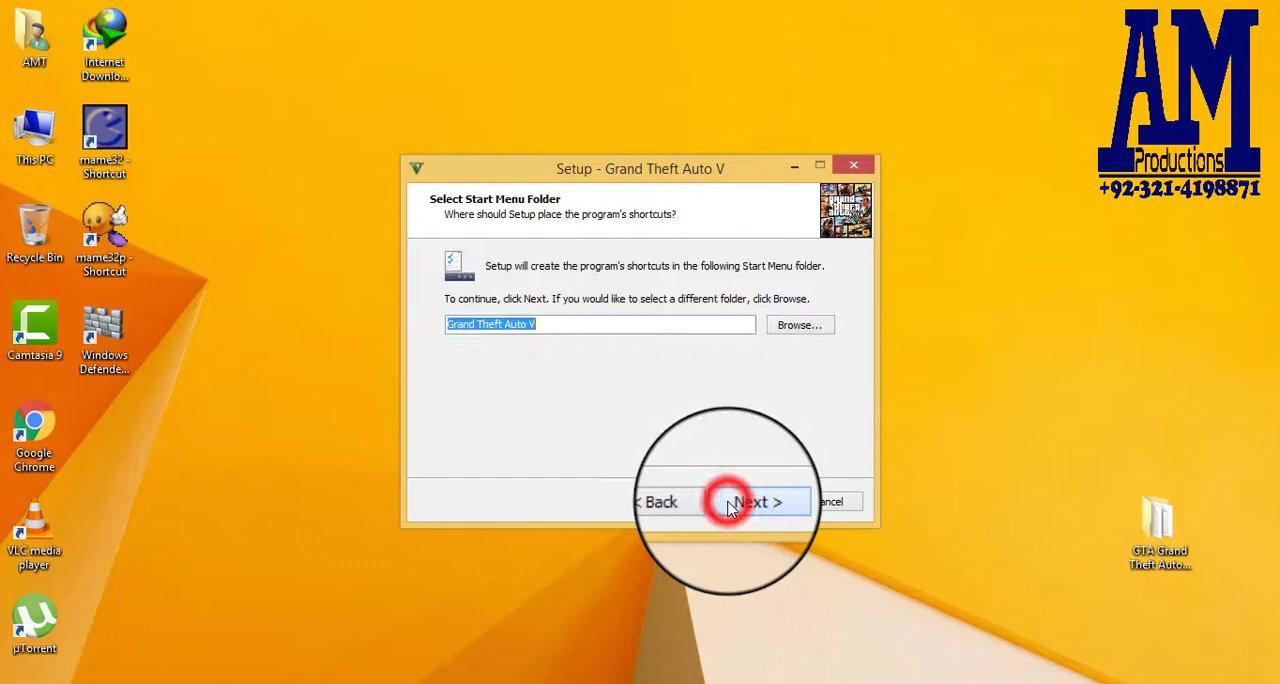 AMT
Internet
Downlo...
This PC
mame32 -
Shortcut
Recycle Bin
mame32p -
Shortcut
Camtasia 9
Windows
Defende...
Google
Chrome
VLC media
player
µTorrent
AM
Productions
+92-321-4198871
Setup - Grand Theft Auto V
Select Start Menu Folder
Where should Setup place the program's shortcuts?
Setup will create the program's shortcuts in the following Start Menu folder.
To continue, click Next. If you would like to select a different folder, click Browse.
Grand Theft Auto V
Browse...
< Back
Next >
ancel
GTA Grand
Theft Auto...